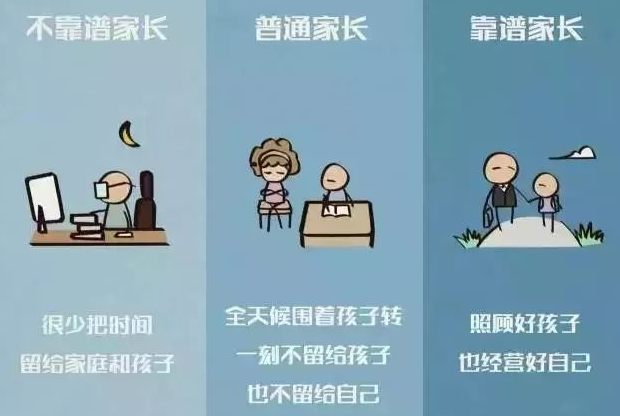 不靠谱家长
很少把时间
留给家庭和孩子
普通家长
全天候围着孩子转
一刻不留给孩子
也不留给自己
靠谱家长
照顾好孩子
也经营好自己